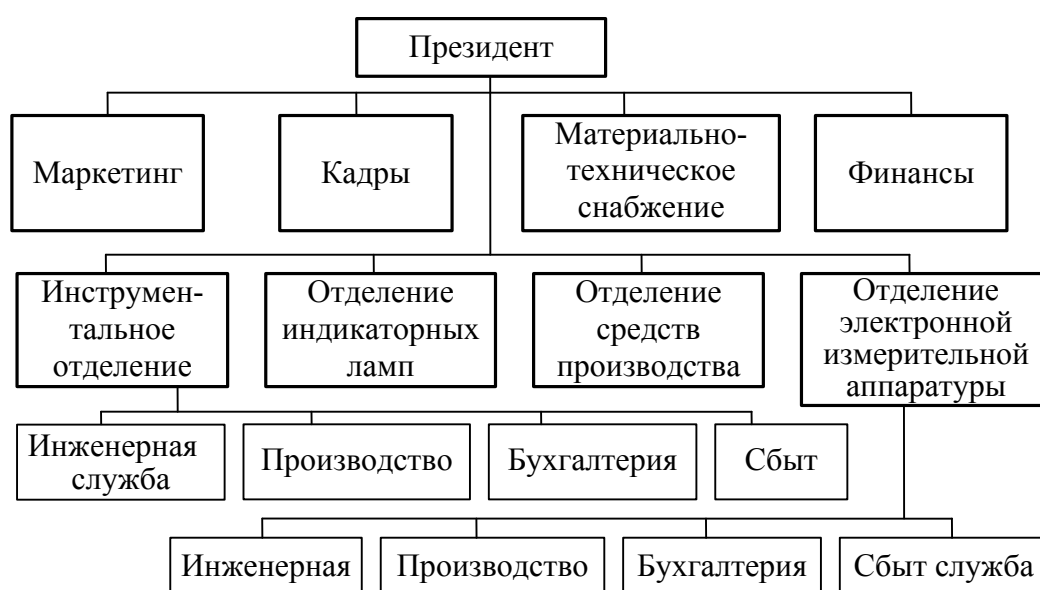 Президент
Маркетинг
Кадры
Материально-
техническое
снабжение
Финансы
Инструмен-
тальное
отделение
Отделение
индикаторных
ламп
Отделение
средств
производства
Отделение
электронной
измерительной
аппаратуры
Инженерная
служба
Производство
Бухгалтерия
Сбыт
Инженерная
Производство
Бухгалтерия
Сбыт служба